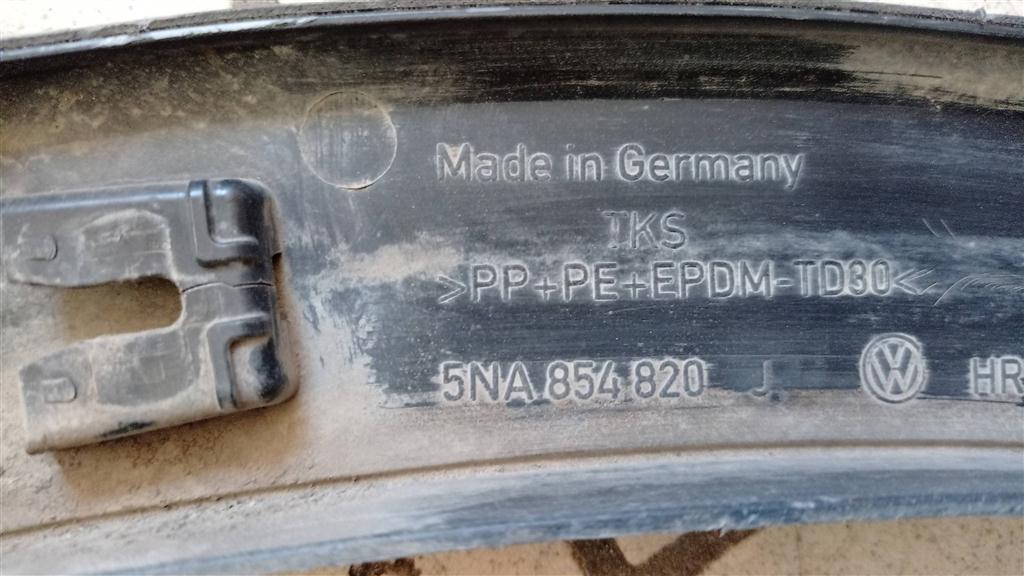 Made in Germany
IKS
>PP+PE+EPDM-TD30<
5NA.854 820 J. HR